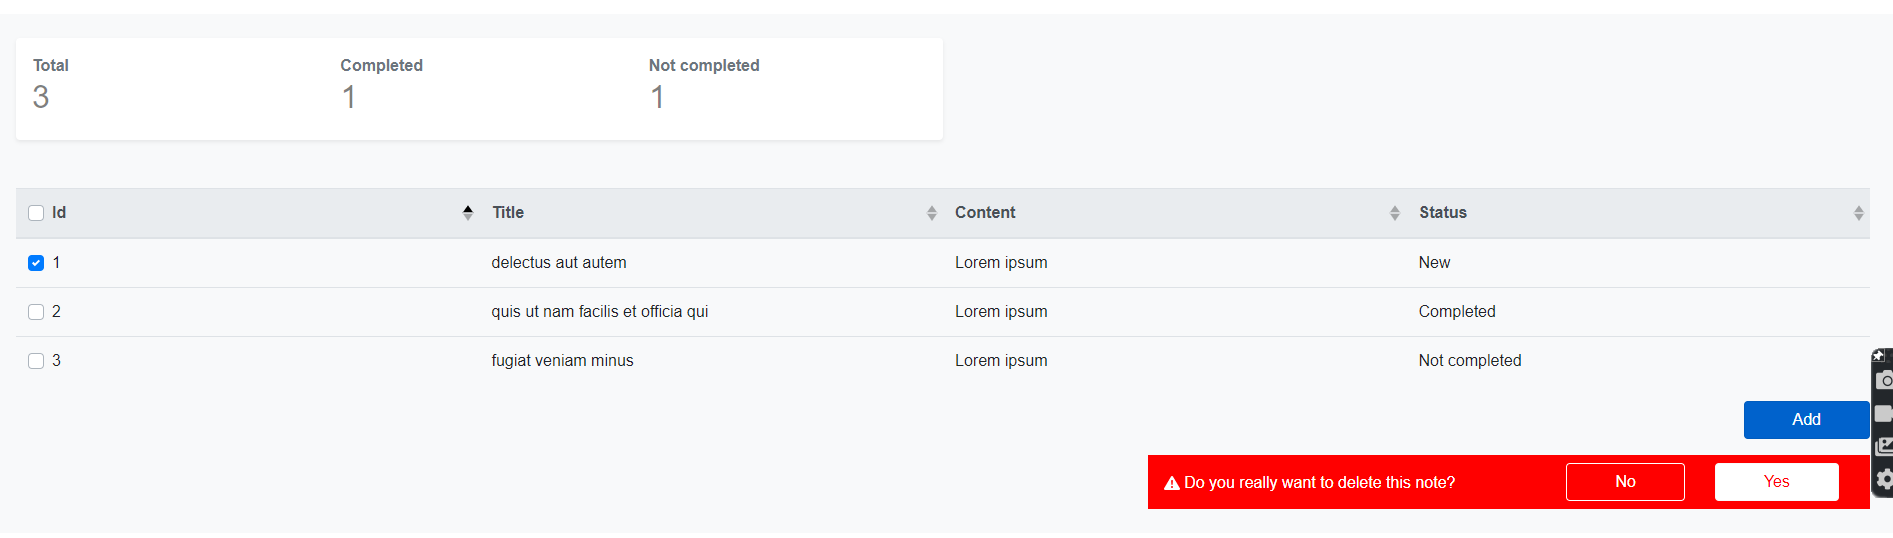 Total Completed Not completed
3 1 1
Id Title Content Status
1 delectus aut autem Lorem ipsum New
2 quis ut nam facilis et officia qui Lorem ipsum Completed
3 fugiat veniam minus Lorem ipsum Not completed
Add
Do you really want to delete this note? No Yes